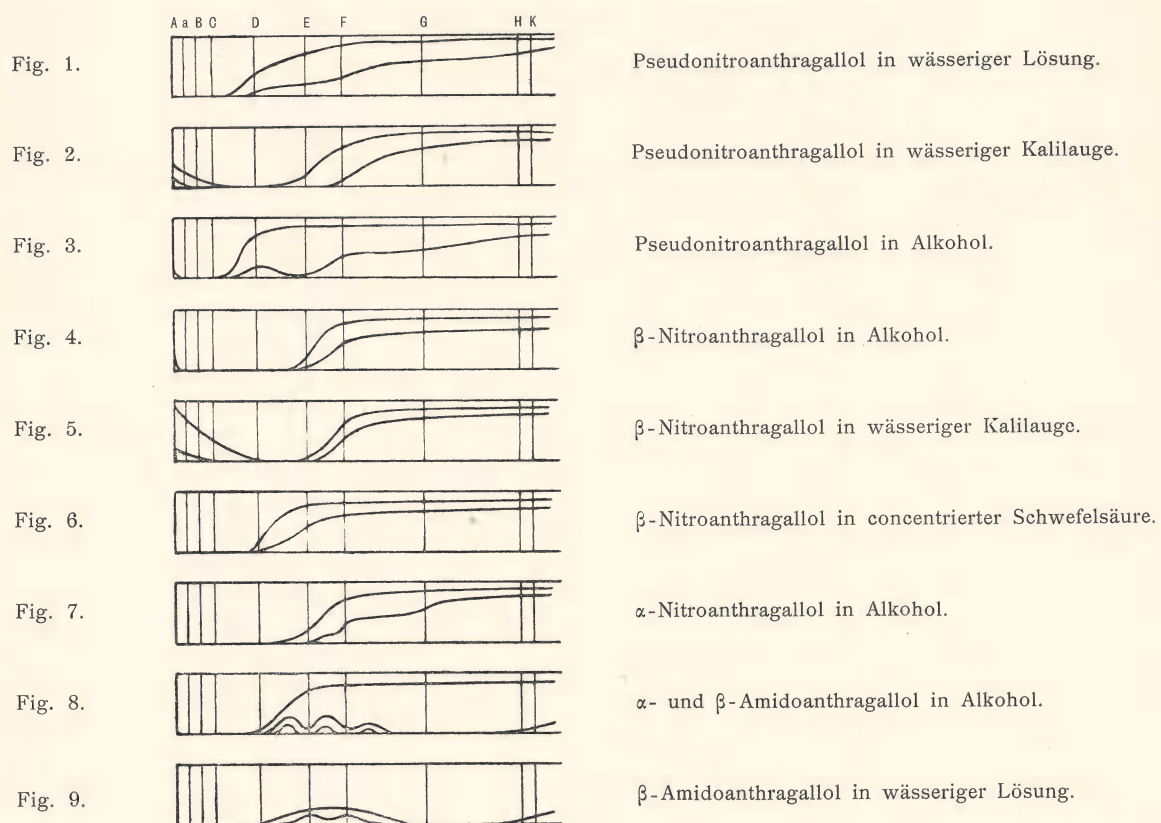 A a B C D E F G H K
Fig. 1. Pseudonitroanthragallol in wässeriger Lösung.
Fig. 2. Pseudonitroanthragallol in wässeriger Kalilauge.
Fig. 3. Pseudonitroanthragallol in Alkohol.
Fig. 4. β-Nitroanthragallol in Alkohol.
Fig. 5. β-Nitroanthragallol in wässeriger Kalilauge.
Fig. 6. β-Nitroanthragallol in concentrierter Schwefelsäure.
Fig. 7. α-Nitroanthragallol in Alkohol.
Fig. 8. α- und β-Amidoanthragallol in Alkohol.
Fig. 9. β-Amidoanthragallol in wässeriger Lösung.